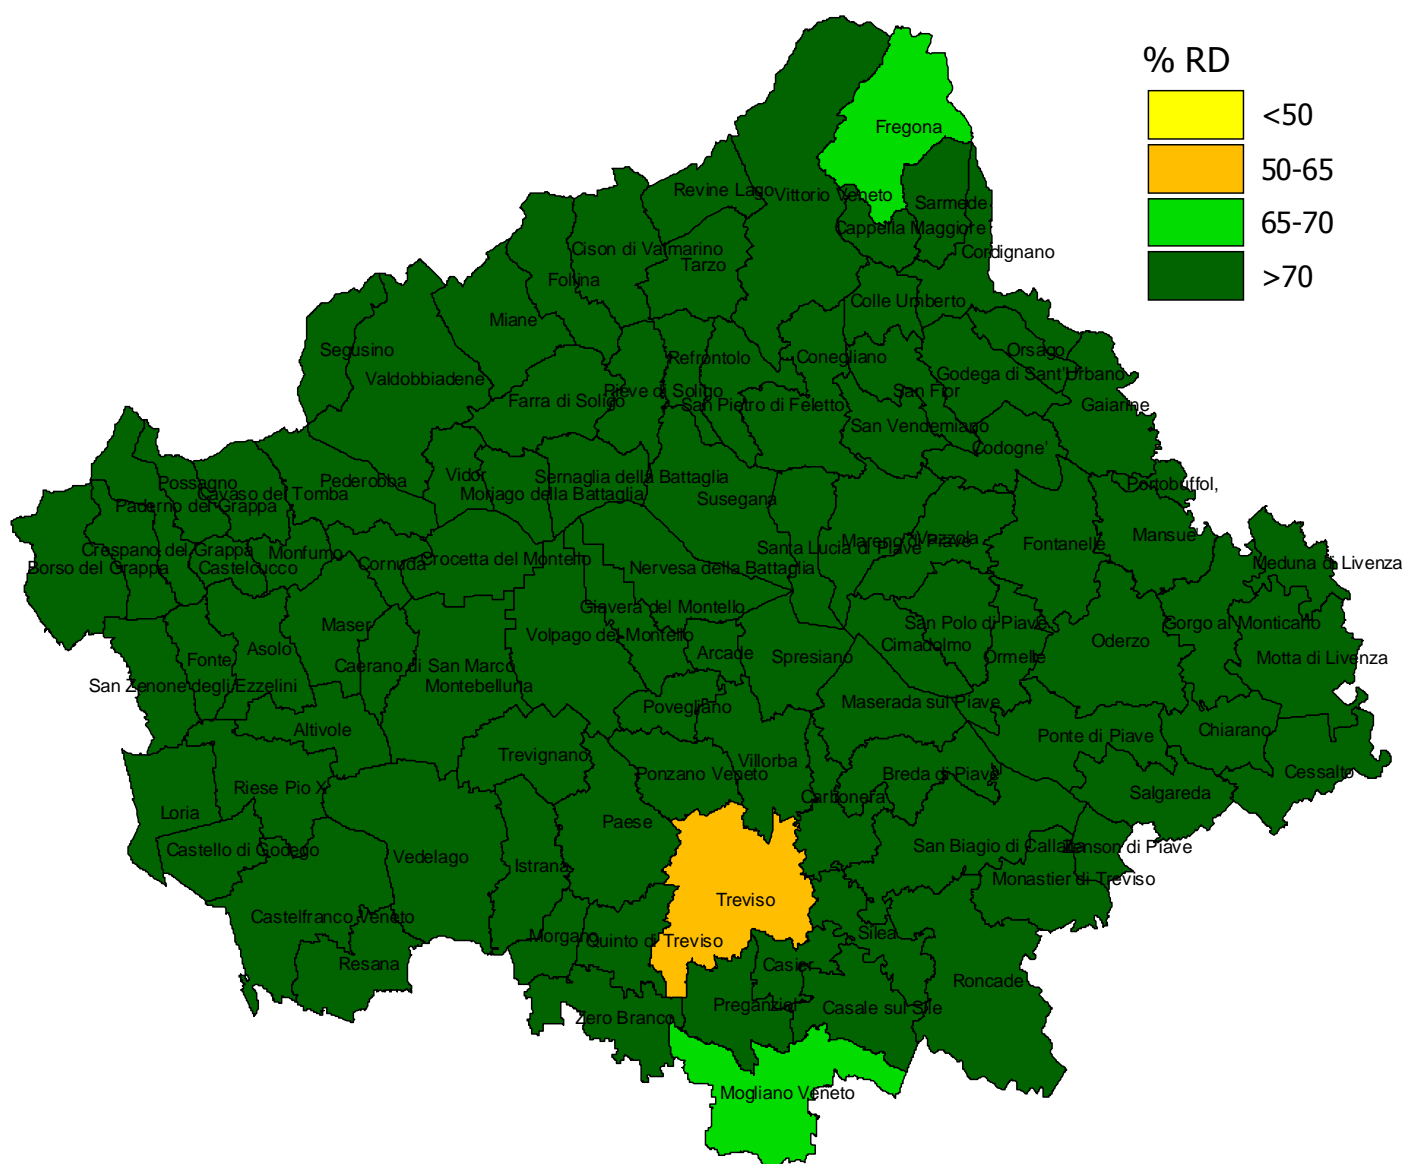 % RD
<50
50-65
65-70
>70
Fregona
Revine Lago
Vittorio Veneto
Sarmede
Cappella Maggiore
Cison di Valmarino
Cordignano
Tarzo
Follina
Colle Umberto
Miane
Segusino
Refrontolo
Conegliano
Orsago
Valdobbiadene
Godega di Sant'Urbano
Pieve di Soligo
San Fior
Farra di Soligo
San Pietro di Feletto
Gaiarine
San Vendemiano
Codogne'
Vidor
Sernaglia della Battaglia
Pederobba
Possagno
Portobuffol,
Cavaso del Tomba
Moriago della Battaglia
Susegana
Paderno del Grappa
Mansue
Vazzola
Mareno di Piave
Fontanelle
Santa Lucia di Piave
Crespano del Grappa
Monfumo
Crocetta del Montello
Cornuda
Meduna di Livenza
Borso del Grappa
Castelcucco
Nervesa della Battaglia
Giavera del Montello
Maser
San Polo di Piave
Gorgo al Monticano
Volpago del Montello
Oderzo
Cimadolmo
Asolo
Arcade
Fonte
Spresiano
Ormelle
Motta di Livenza
Caerano di San Marco
San Zenone degli Ezzelini
Montebelluna
Maserada sul Piave
Povegliano
Altivole
Chiarano
Ponte di Piave
Trevignano
Villorba
Ponzano Veneto
Breda di Piave
Cessalto
Riese Pio X
Carbonera
Salgareda
Loria
Paese
Castello di Godego
San Biagio di Callalta
Zenson di Piave
Vedelago
Istrana
Monastier di Treviso
Treviso
Castelfranco Veneto
Silea
Morgano
Quinto di Treviso
Resana
Casier
Roncade
Preganziol
Casale sul Sile
Zero Branco
Mogliano Veneto